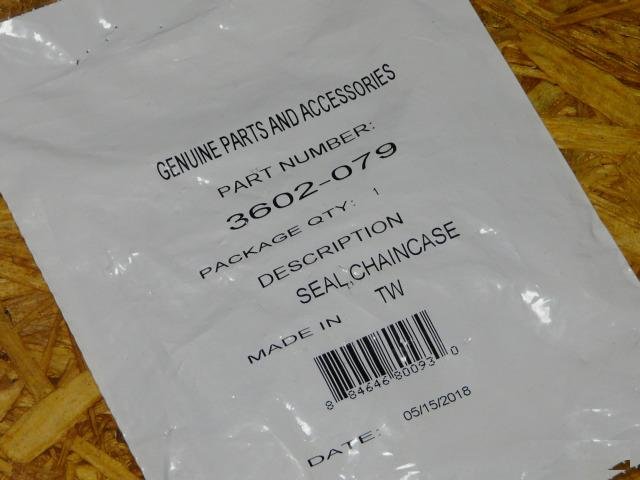 GENUINE PARTS AND ACCESSORIES
PART NUMBER:
3602-079
PACKAGE QTY: 1
DESCRIPTION
SEAL,CHAINCASE
MADE IN TW
8 84646 80093 0
DATE: 05/15/2018